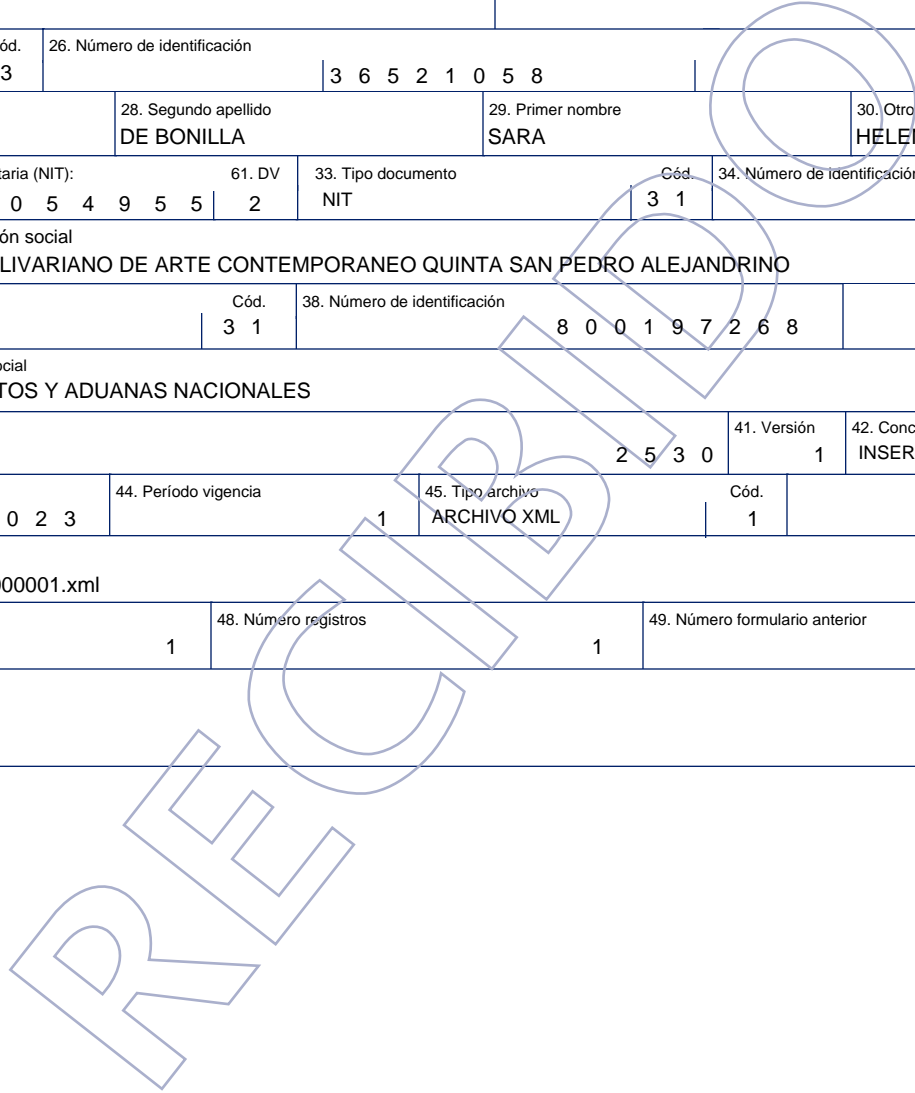 ód. 26. Número de identificación
3 3 6 5 2 1 0 5 8
28. Segundo apellido 29. Primer nombre 30. Otro
DE BONILLA SARA HELEN
taria (NIT): 61. DV 33. Tipo documento Cód. 34. Número de identificación
0 5 4 9 5 5 2 NIT 3 1
ón social
LIVARIANO DE ARTE CONTEMPORANEO QUINTA SAN PEDRO ALEJANDRINO
Cód. 38. Número de identificación
3 1 8 0 0 1 9 7 2 6 8
ocial
TOS Y ADUANAS NACIONALES
41. Versión 42. Conc
2 5 3 0 1 INSER
44. Período vigencia 45. Tipo archivo Cód.
0 2 3 1 ARCHIVO XML 1
000001.xml
48. Número registros 49. Número formulario anterior
1 1
RECIBIDO